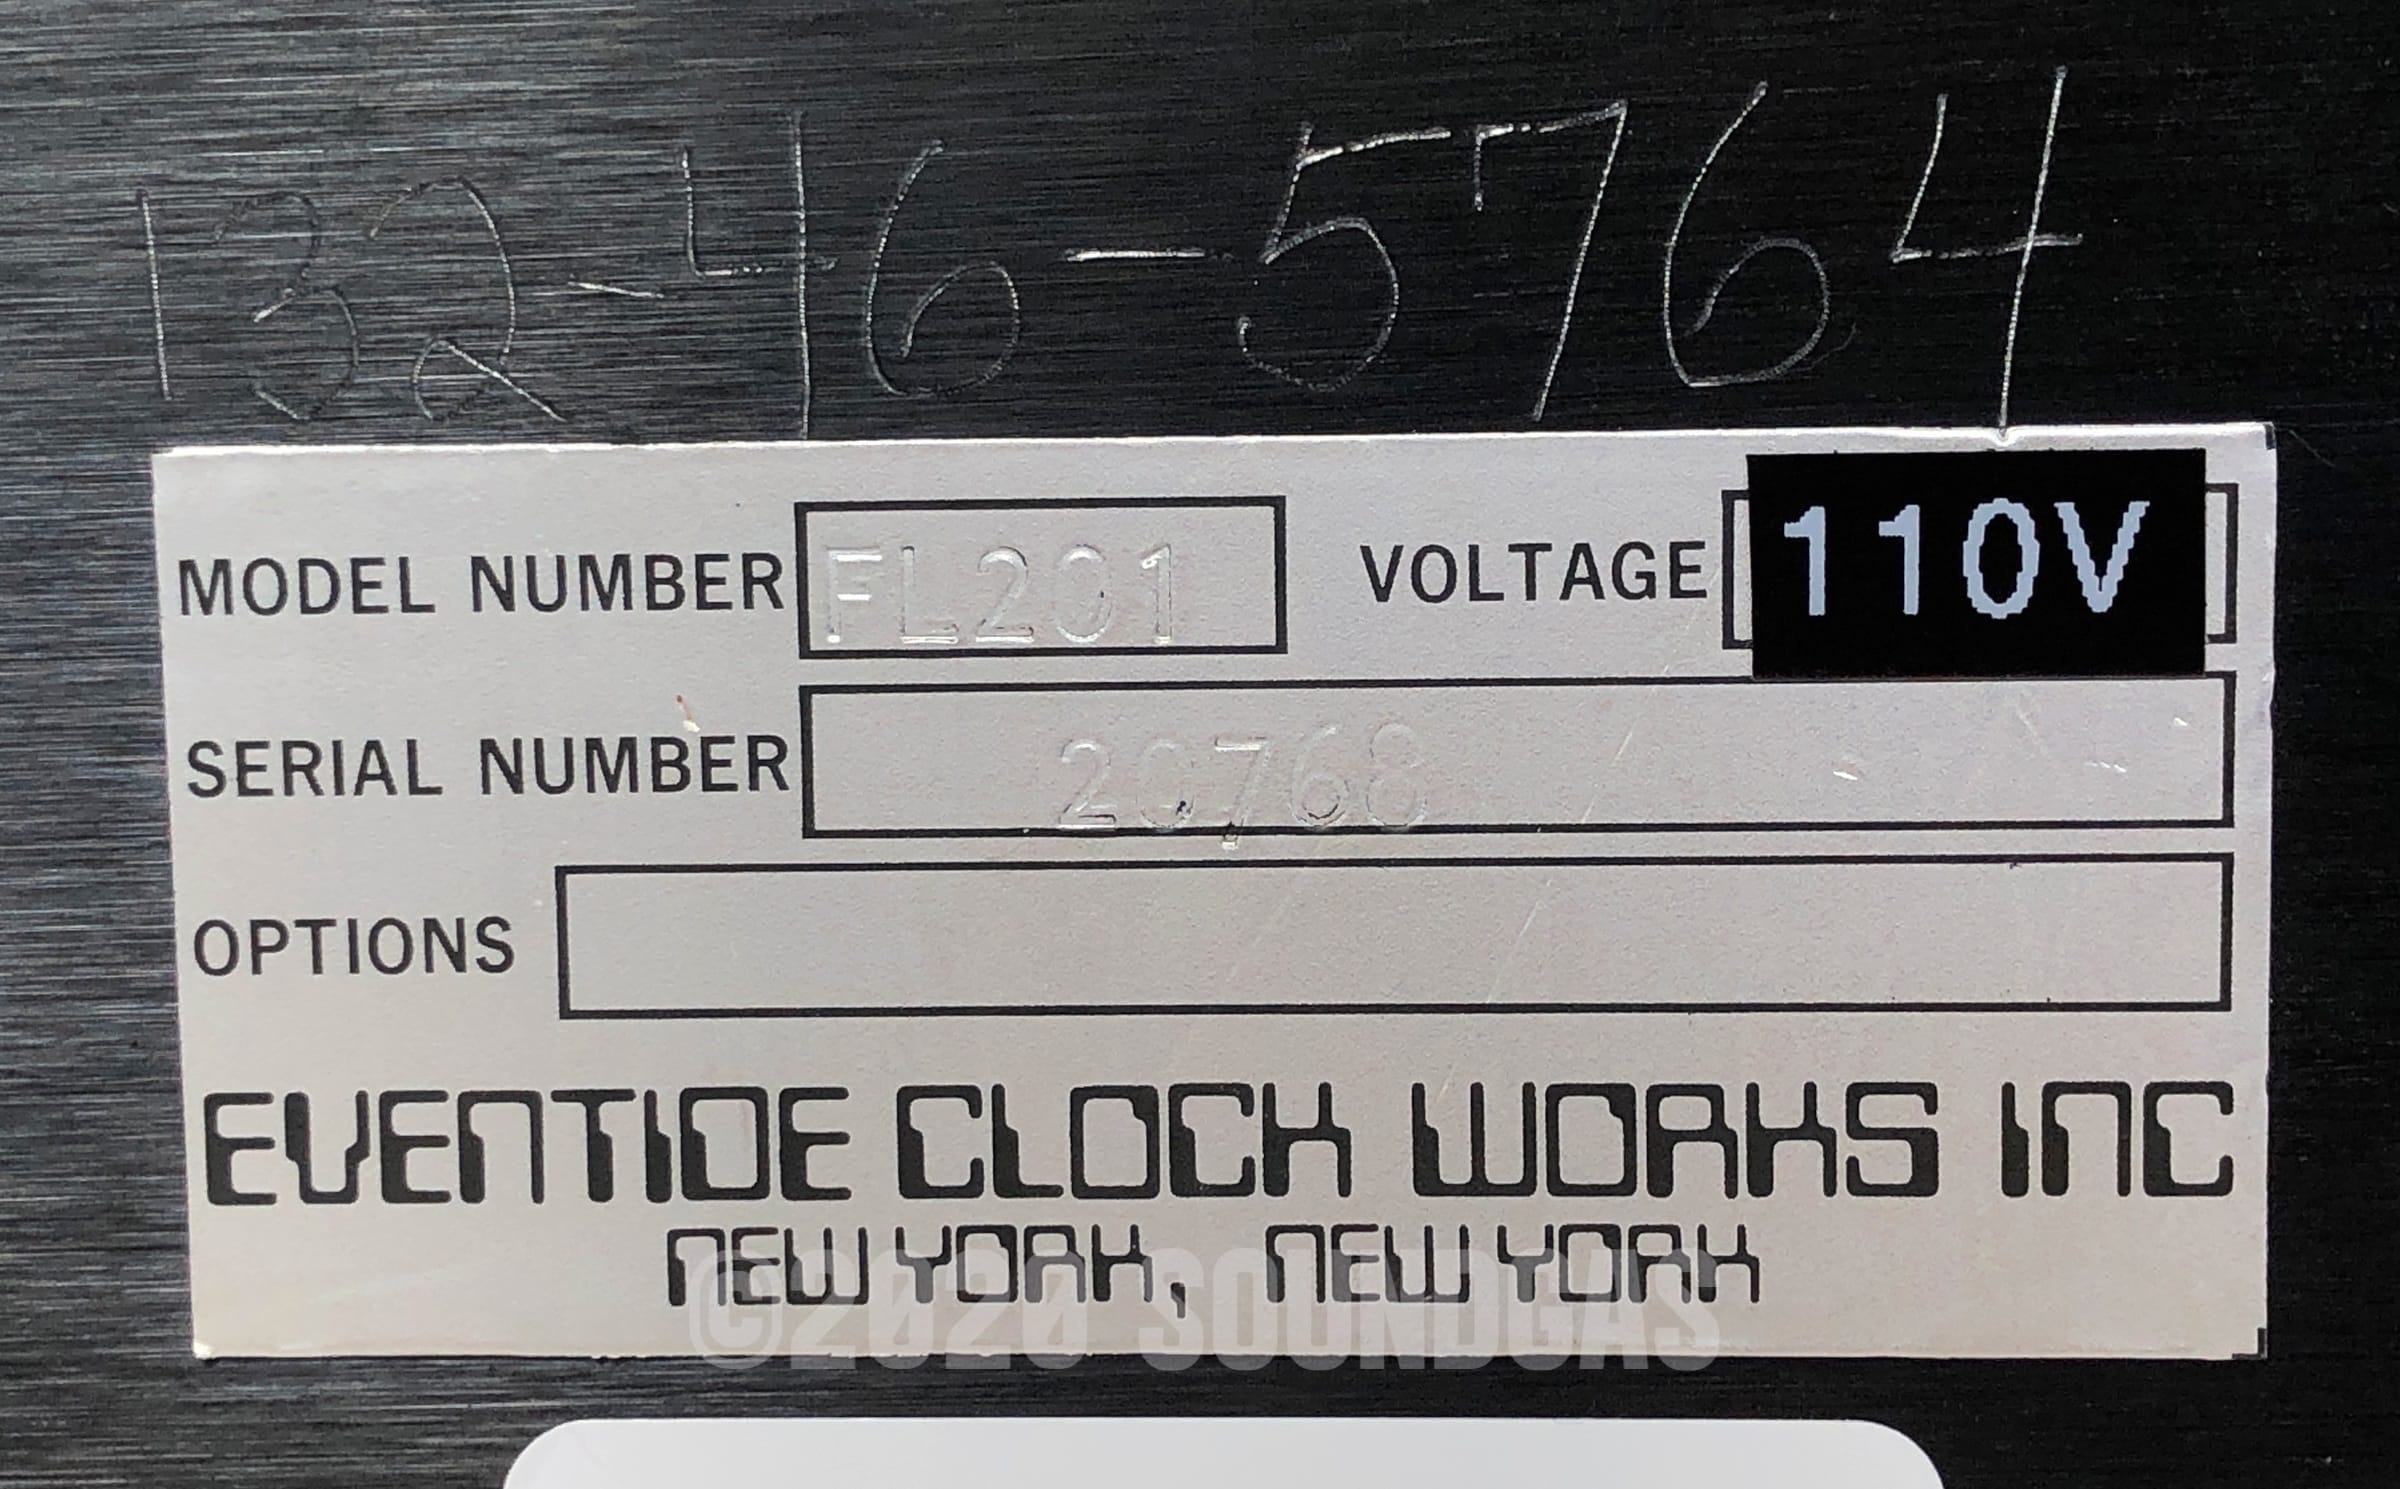 132-46-5764
MODEL NUMBER FL201 VOLTAGE 110V
SERIAL NUMBER 20768
OPTIONS
EVENTIDE CLOCK WORKS INC
NEW YORK, NEW YORK
©2020 SOUNDGAS